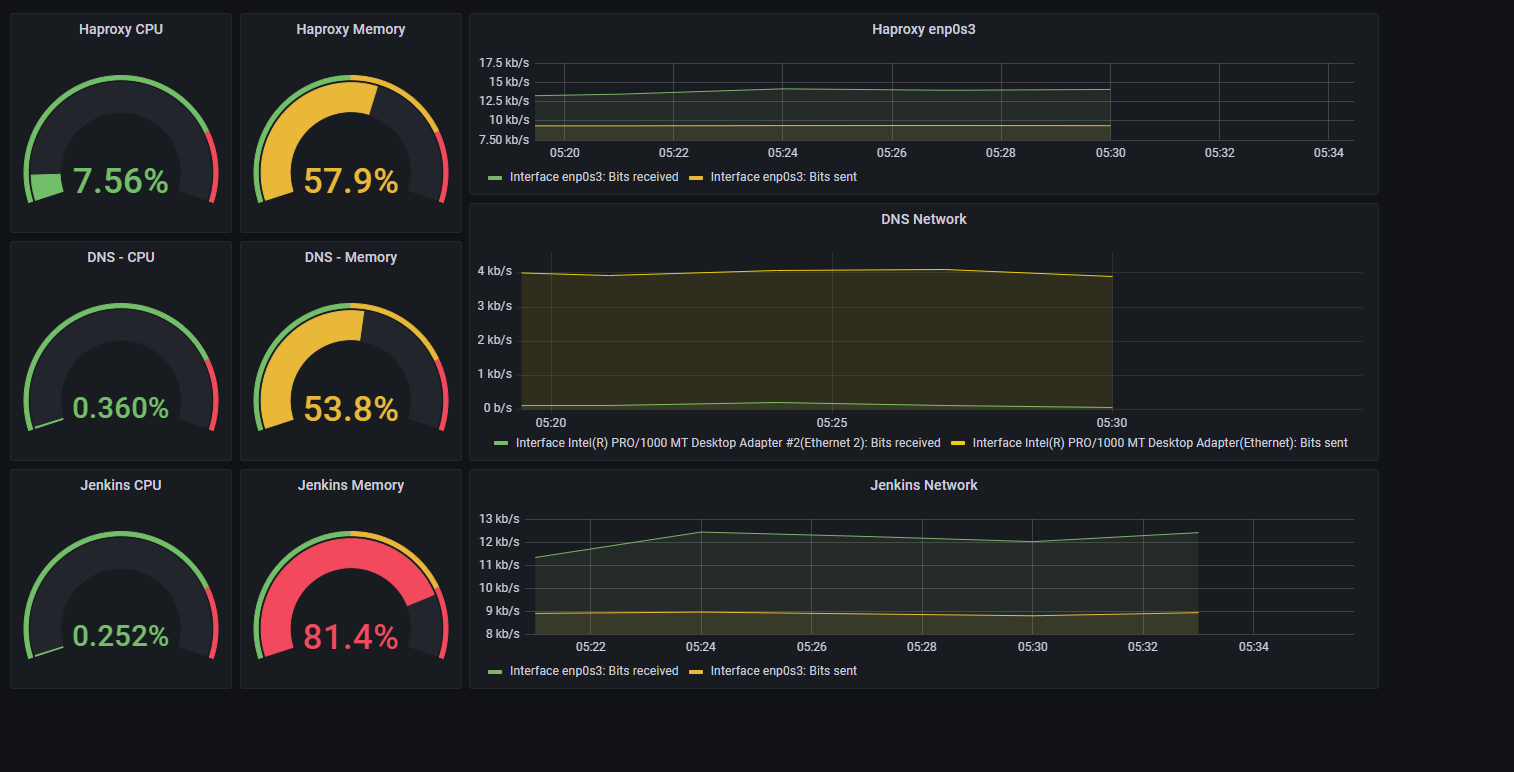 Haproxy CPU
7.56%
Haproxy Memory
57.9%
Haproxy enp0s3
17.5 kb/s
15 kb/s
12.5 kb/s
10 kb/s
7.50 kb/s
05:20 05:22 05:24 05:26 05:28 05:30 05:32 05:34
Interface enp0s3: Bits received Interface enp0s3: Bits sent
DNS - CPU
0.360%
DNS - Memory
53.8%
DNS Network
4 kb/s
3 kb/s
2 kb/s
1 kb/s
0 b/s
05:20 05:25 05:30
Interface Intel(R) PRO/1000 MT Desktop Adapter #2(Ethernet 2): Bits received Interface Intel(R) PRO/1000 MT Desktop Adapter(Ethernet): Bits sent
Jenkins CPU
0.252%
Jenkins Memory
81.4%
Jenkins Network
13 kb/s
12 kb/s
11 kb/s
10 kb/s
9 kb/s
8 kb/s
05:22 05:24 05:26 05:28 05:30 05:32 05:34
Interface enp0s3: Bits received Interface enp0s3: Bits sent